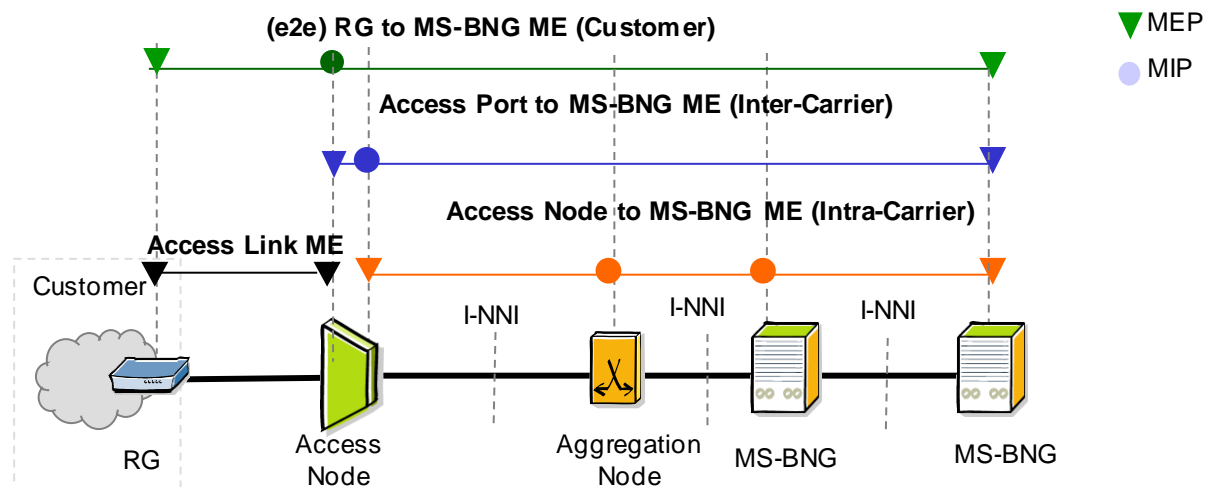 (e2e) RG to MS-BNG ME (Customer)
MEP
MIP
Access Port to MS-BNG ME (Inter-Carrier)
Access Node to MS-BNG ME (Intra-Carrier)
Access Link ME
Customer
I-NNI
I-NNI
I-NNI
RG
Access
Node
Aggregation
Node
MS-BNG
MS-BNG